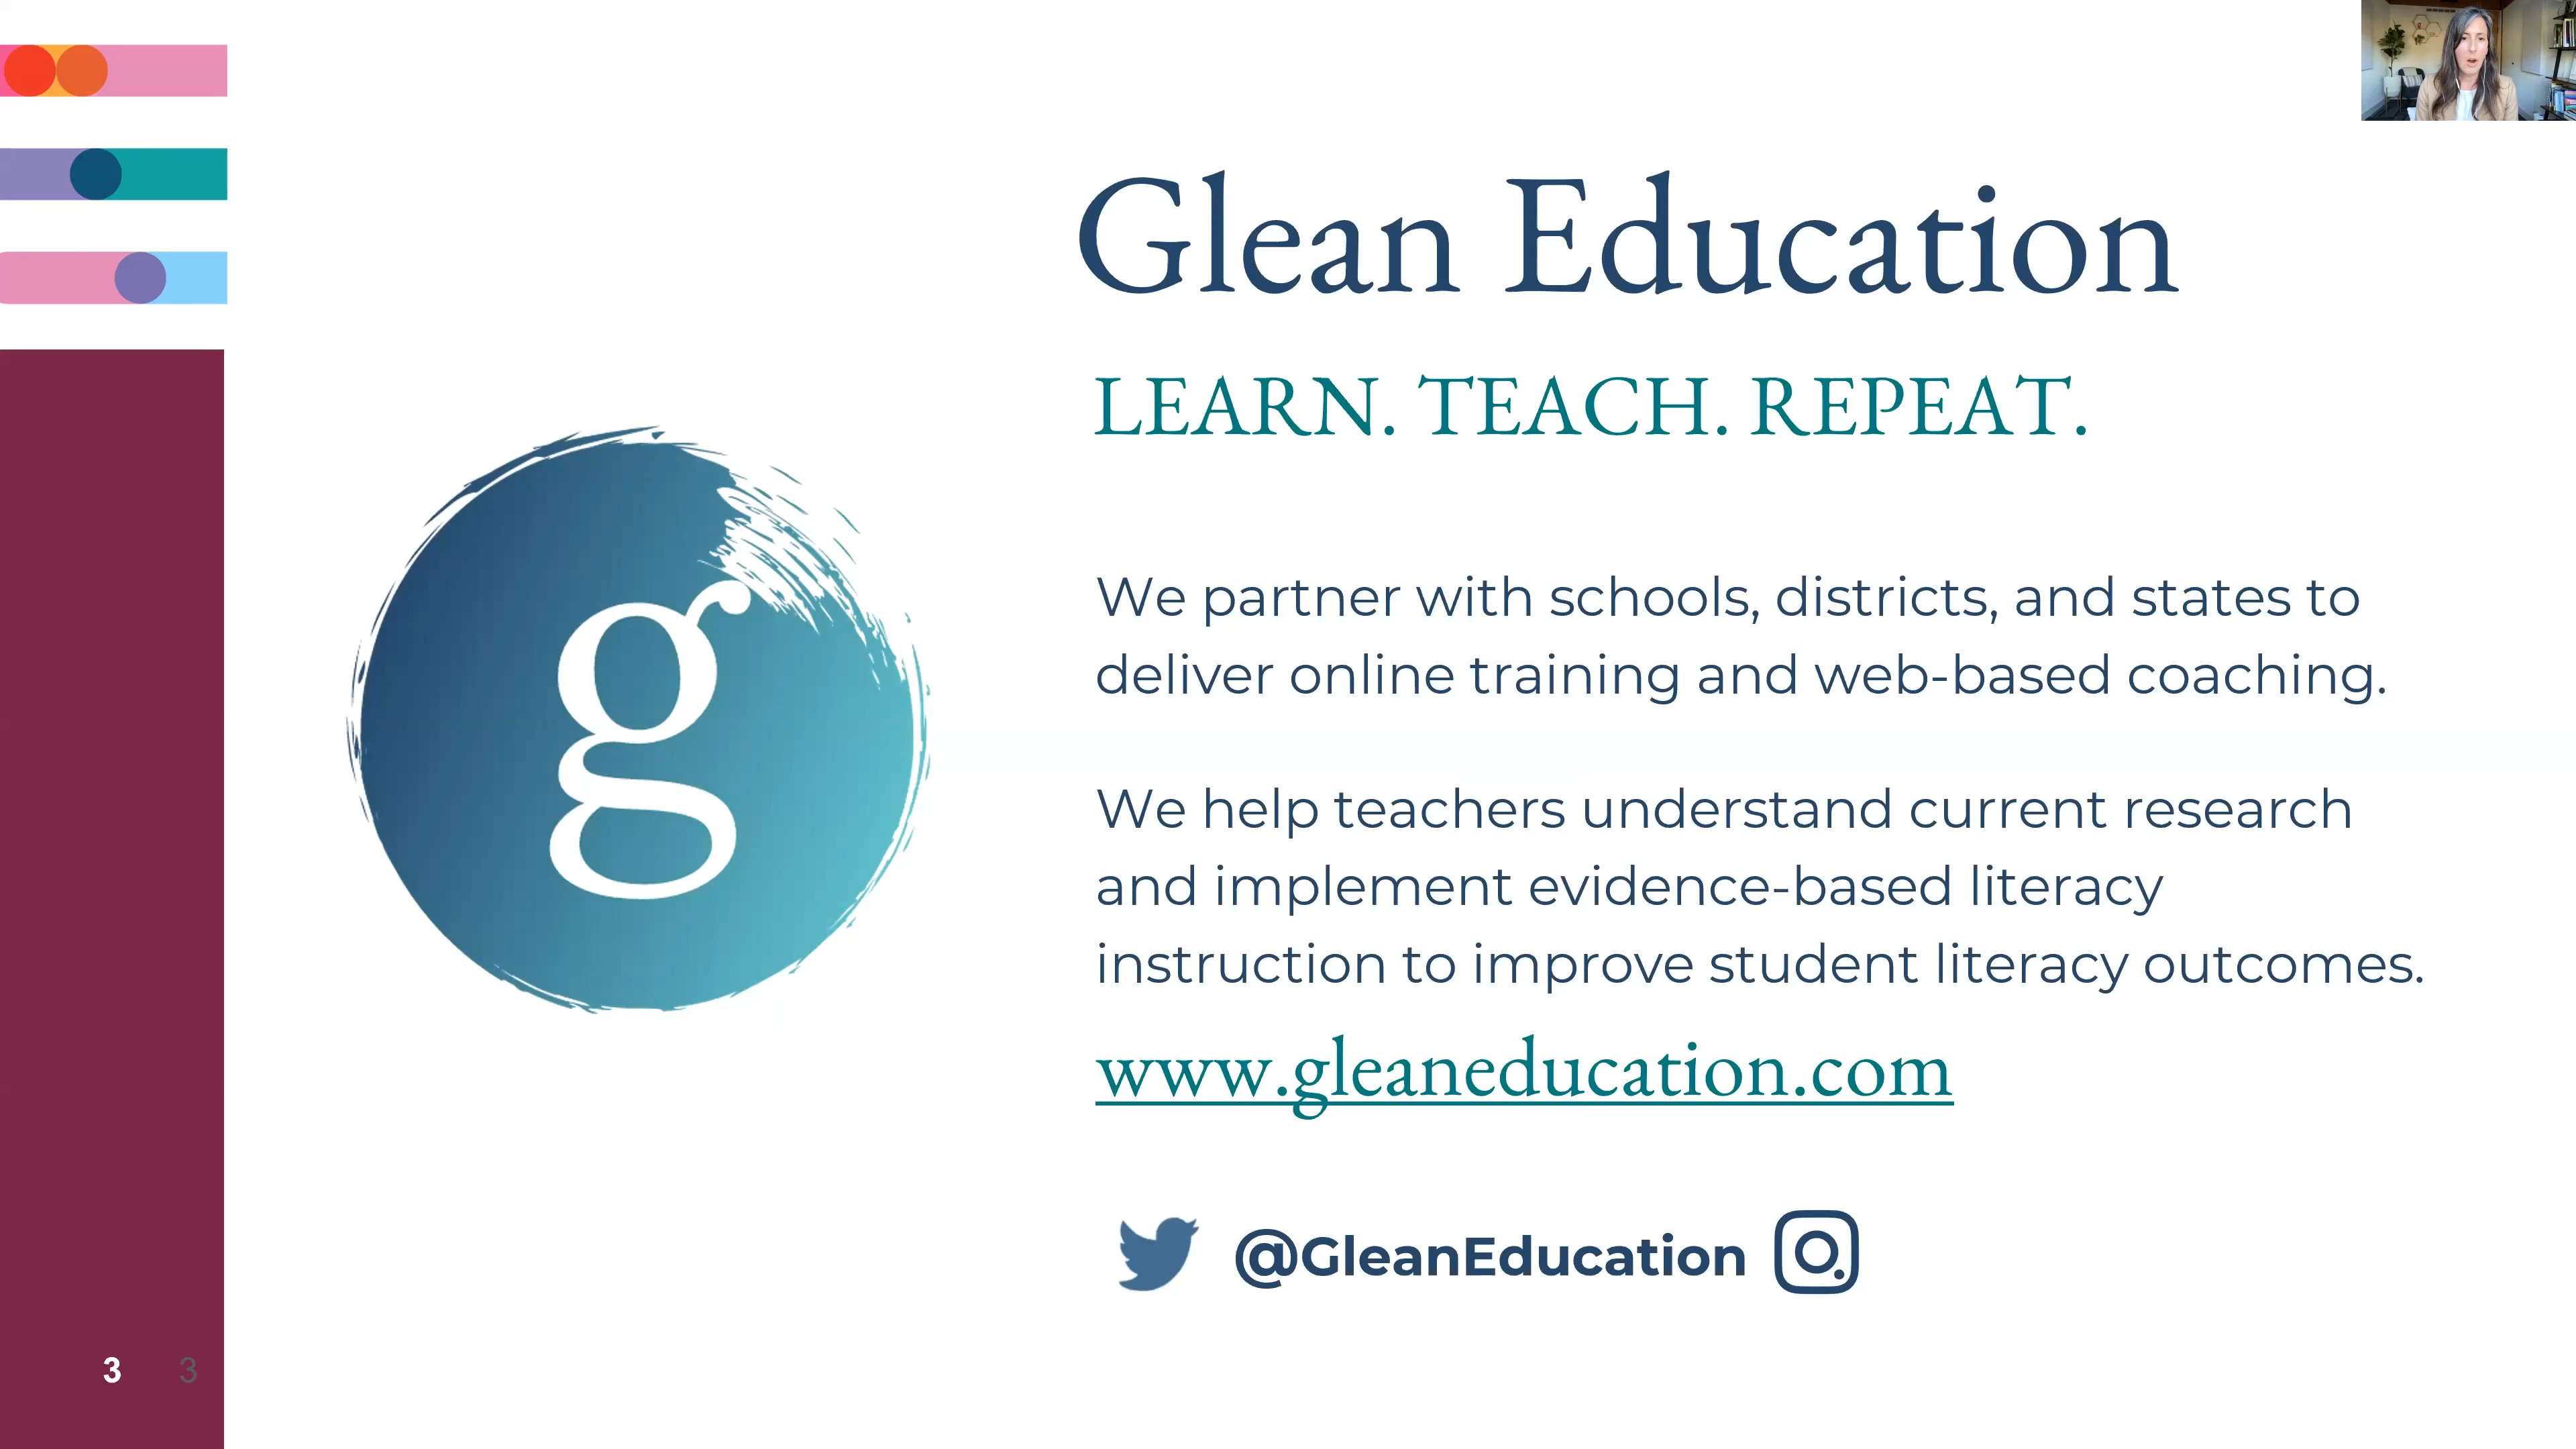 Glean Education
LEARN. TEACH. REPEAT.
g
We partner with schools, districts, and states to
deliver online training and web-based coaching.
We help teachers understand current research
and implement evidence-based literacy
instruction to improve student literacy outcomes.
www.gleaneducation.com
@GleanEducation
3 3